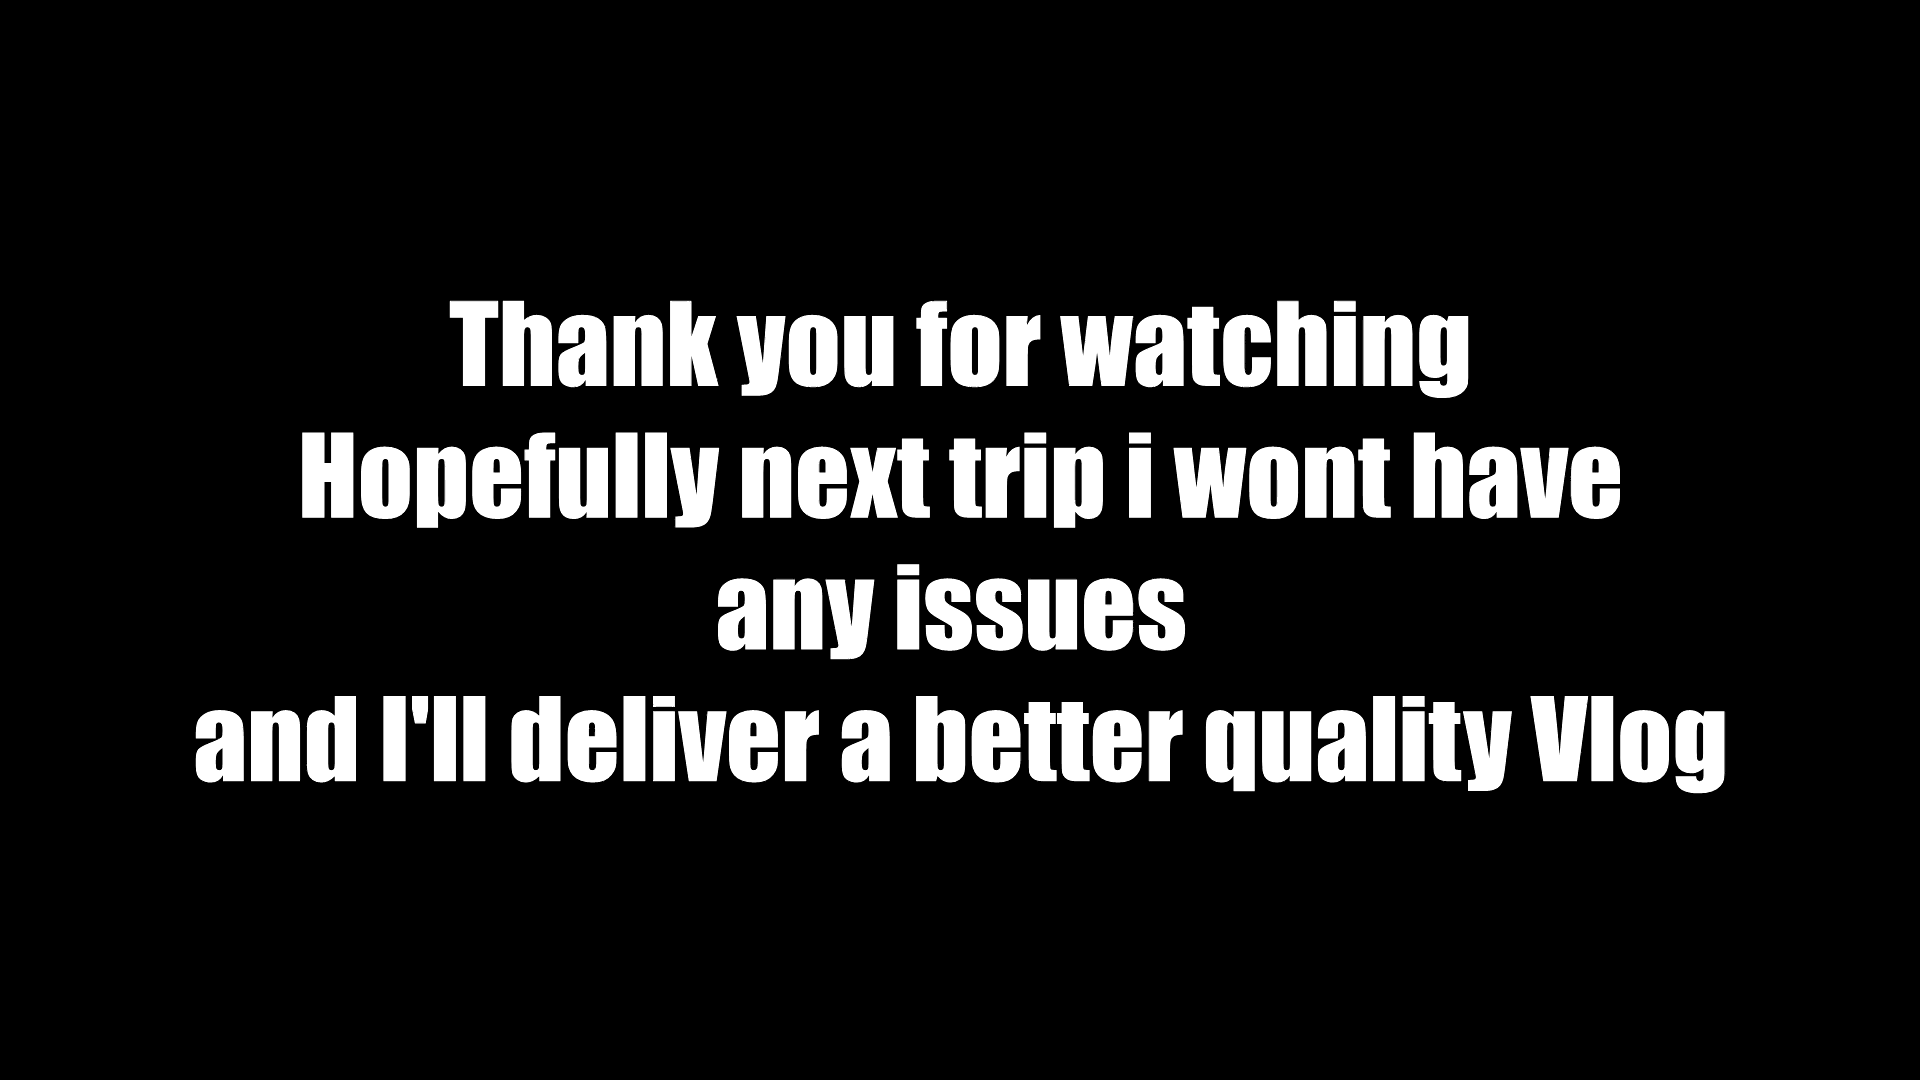 Thank you for watching
Hopefully next trip i wont have
any issues
and I'll deliver a better quality Vlog